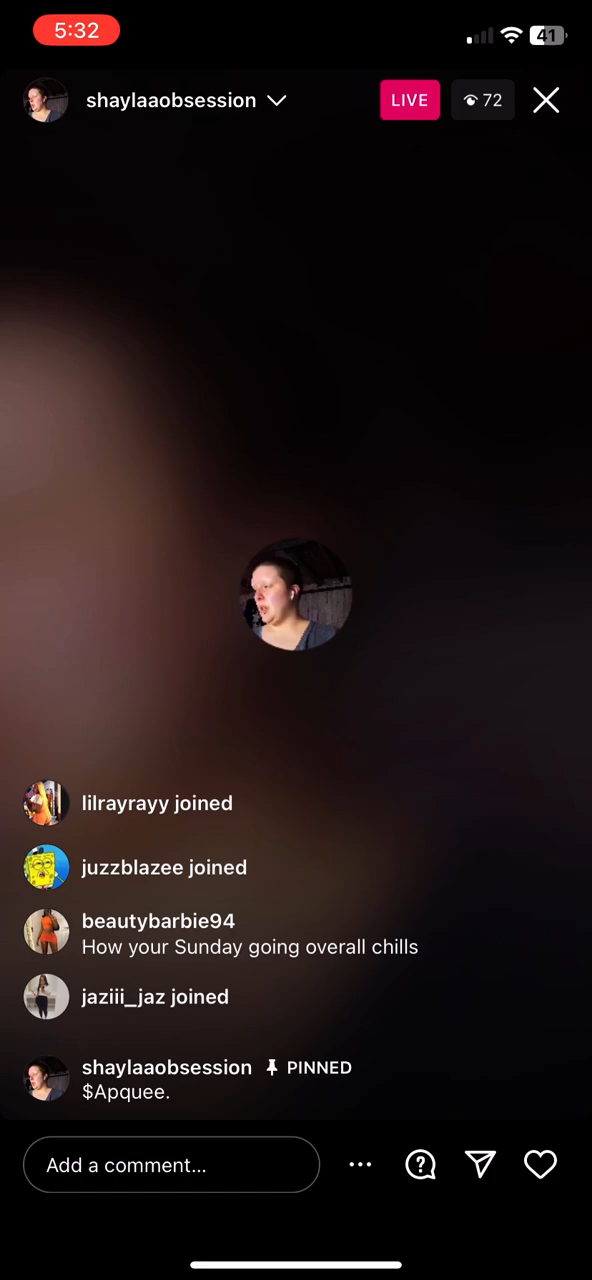 5:32
41
shaylaaobsession
LIVE
72
lilrayrayy joined
juzzblazee joined
beautybarbie94
How your Sunday going overall chills
jaziii_jaz joined
shaylaaobsession PINNED
$Apquee.
Add a comment...